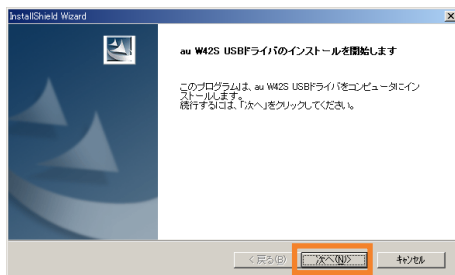 InstallShield Wizard
au W42S USBドライバのインストールを開始します
このプログラムは、au W42S USBドライバをコンピュータにイン
ストールします。
続行するには、「次へ」をクリックしてください。
< 戻る(B)
次へ(N)>
キャンセル